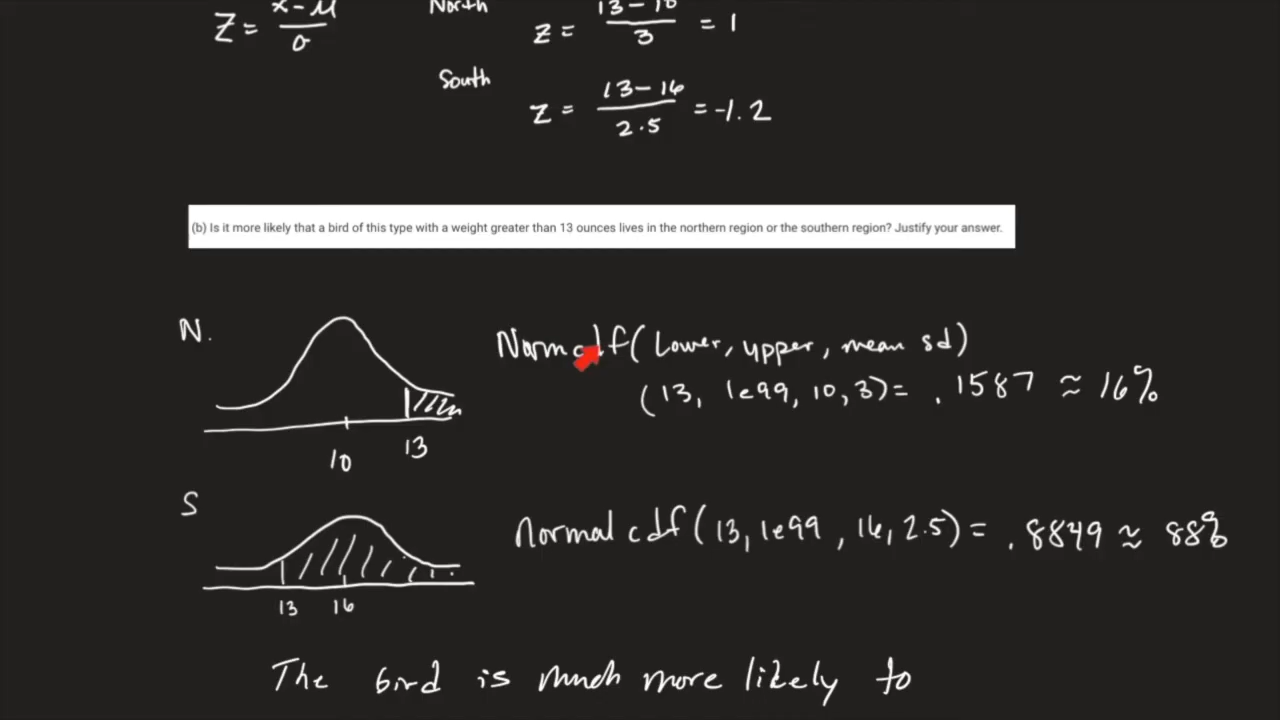 Z = x - μ / σ
North
z = 13 - 10 / 3 = 1
South
z = 13 - 16 / 2.5 = -1.2
(b) Is it more likely that a bird of this type with a weight greater than 13 ounces lives in the northern region or the southern region? Justify your answer.
N.
Normcdf( Lower, upper, mean sd)
(13, 1e99, 10, 3) = .1587 ≈ 16%
10
13
S
Normal cdf (13, 1e99, 16, 2.5) = .8849 ≈ 88%
13 16
The bird is much more likely to